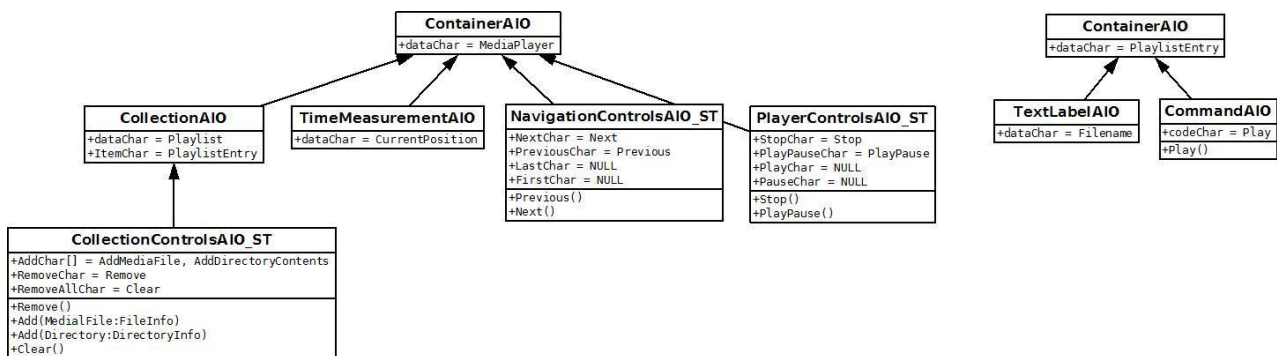 ContainerAIO
+dataChar = MediaPlayer
CollectionAIO
+dataChar = Playlist
+ItemChar = PlaylistEntry
TimeMeasurementAIO
+dataChar = CurrentPosition
NavigationControlsAIO_ST
+NextChar = Next
+PreviousChar = Previous
+LastChar = NULL
+FirstChar = NULL
+Previous()
+Next()
PlayerControlsAIO_ST
+StopChar = Stop
+PlayPauseChar = PlayPause
+PlayChar = NULL
+PauseChar = NULL
+Stop()
+PlayPause()
CollectionControlsAIO_ST
+AddChar[] = AddMediaFile, AddDirectoryContents
+RemoveChar = Remove
+RemoveAllChar = Clear
+Remove()
+Add(MedialFile:FileInfo)
+Add(Directory:DirectoryInfo)
+Clear()
ContainerAIO
+dataChar = PlaylistEntry
TextLabelAIO
+dataChar = Filename
CommandAIO
+codeChar = Play
+Play()